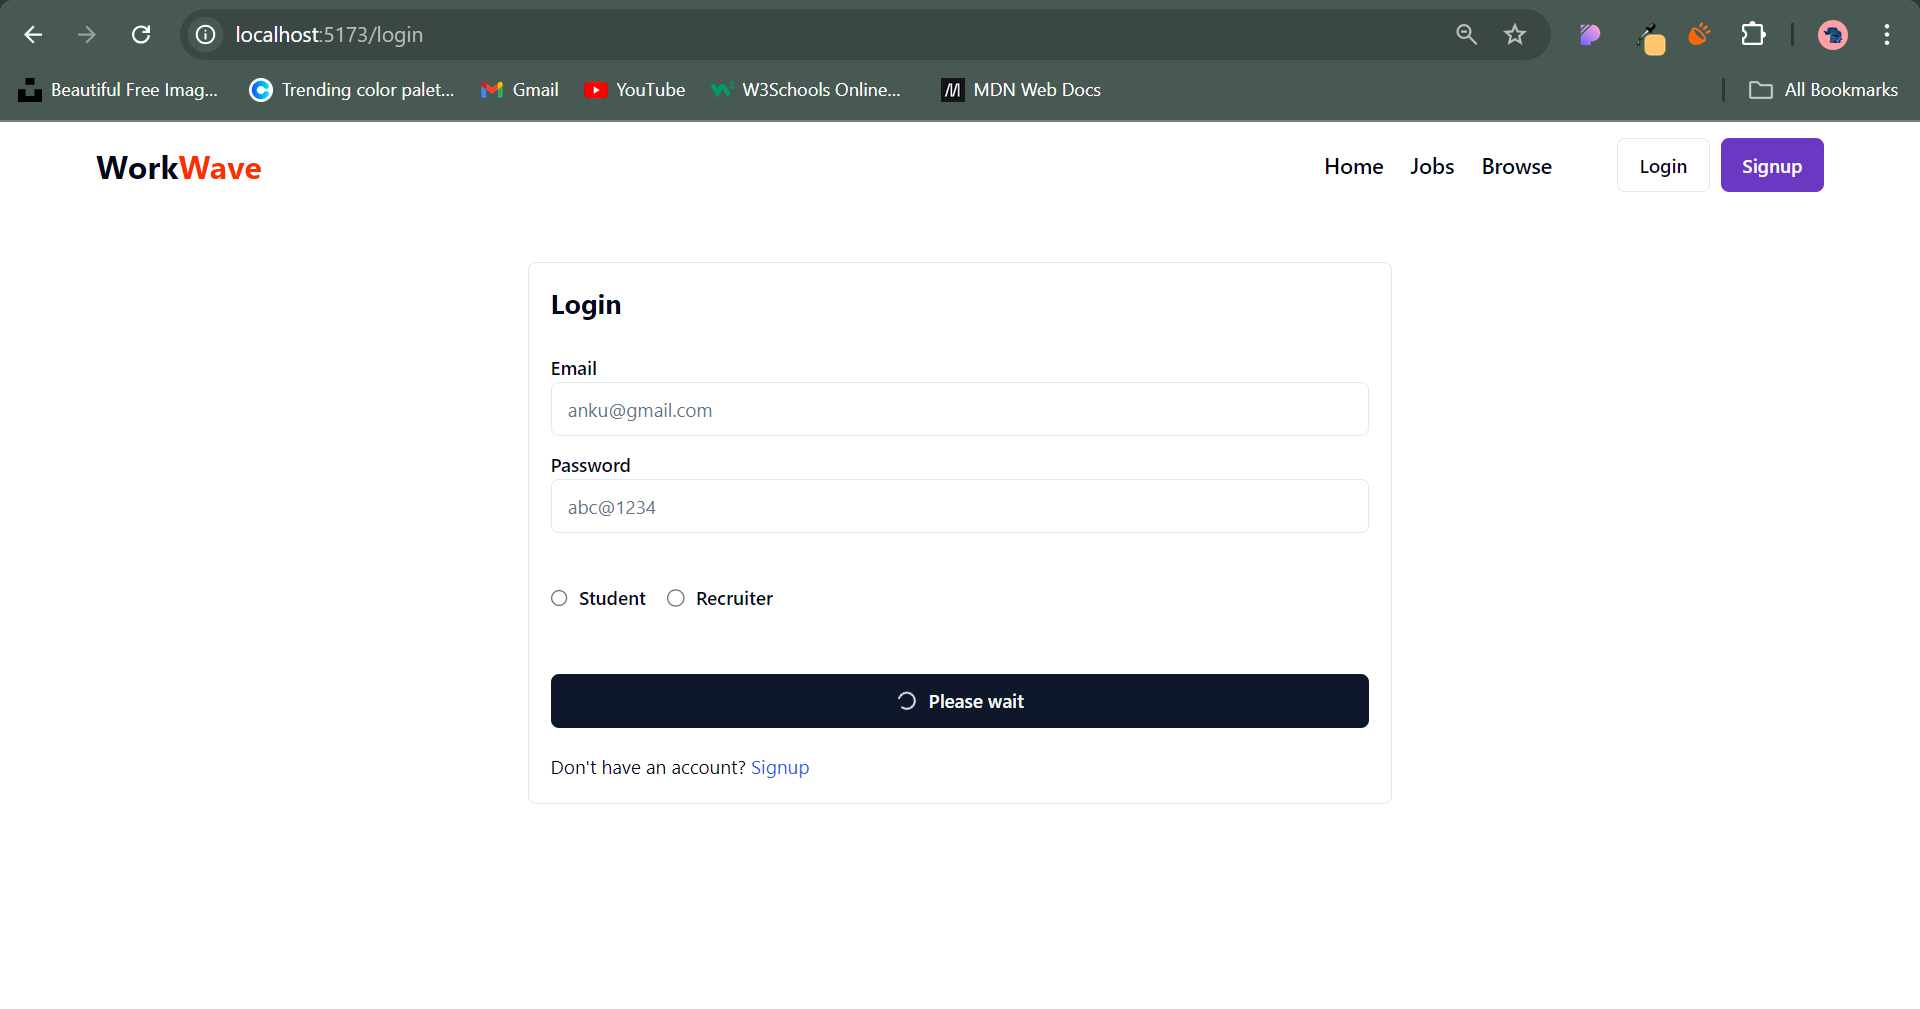 localhost:5173/login
Beautiful Free Imag...
Trending color palet...
Gmail
YouTube
W3Schools Online...
MDN Web Docs
All Bookmarks
WorkWave
Home
Jobs
Browse
Login
Signup
Login
Email
anku@gmail.com
Password
abc@1234
Student
Recruiter
Please wait
Don't have an account? Signup